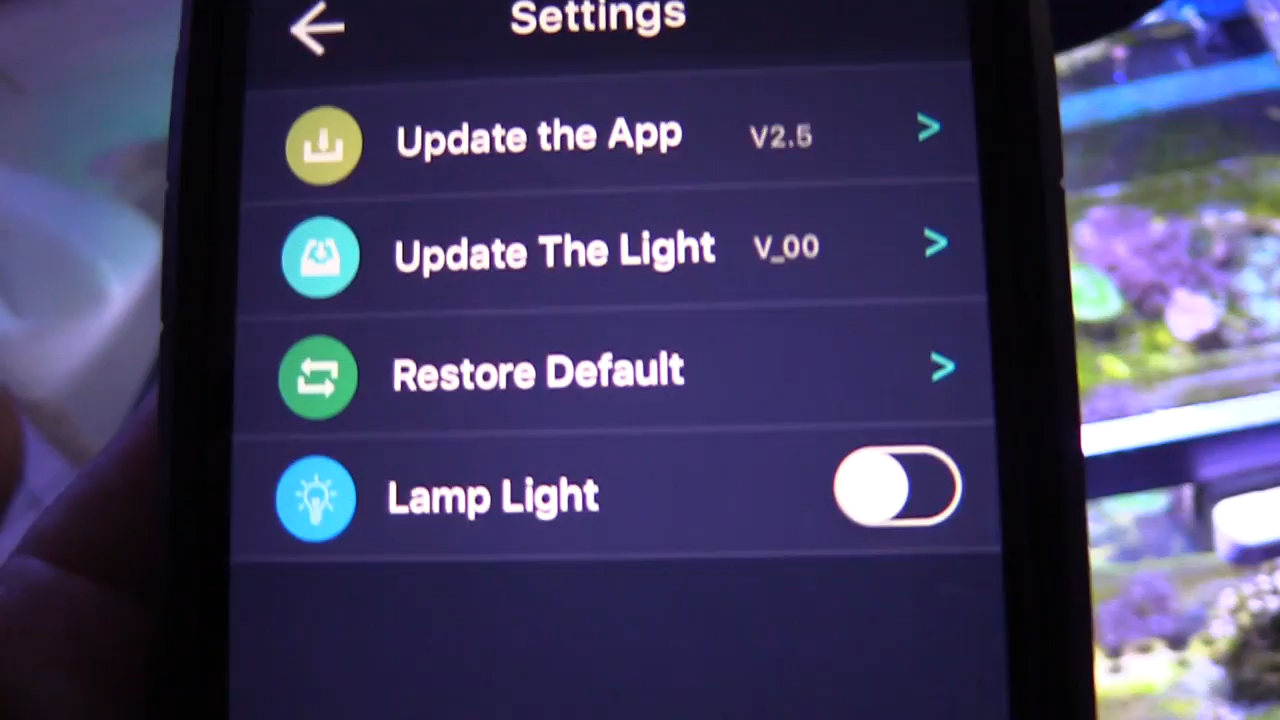 Settings
Update the App V2.5 >
Update The Light V_00 >
Restore Default >
Lamp Light